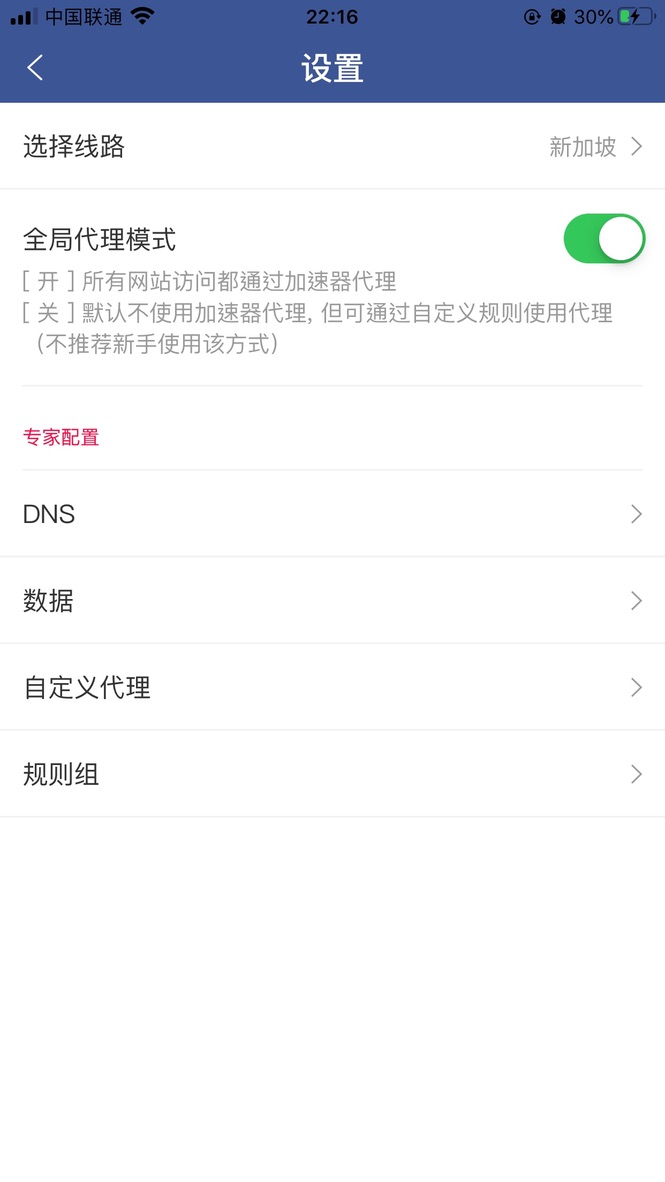 中国联通
22:16
30%
设置
选择线路
新加坡
全局代理模式
[ 开 ] 所有网站访问都通过加速器代理
[ 关 ] 默认不使用加速器代理, 但可通过自定义规则使用代理
（不推荐新手使用该方式）
专家配置
DNS
数据
自定义代理
规则组